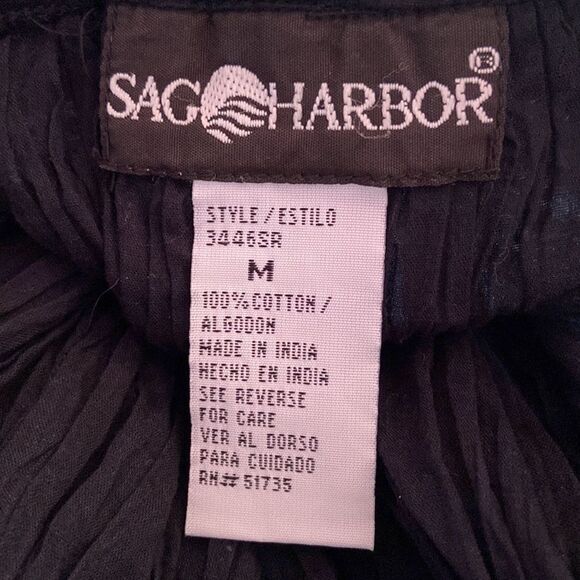 SAG HARBOR®
STYLE/ESTILO
3446SR
M
100%COTTON/
ALGODON
MADE IN INDIA
HECHO EN INDIA
SEE REVERSE
FOR CARE
VER AL DORSO
PARA CUIDADO
RN# 51735